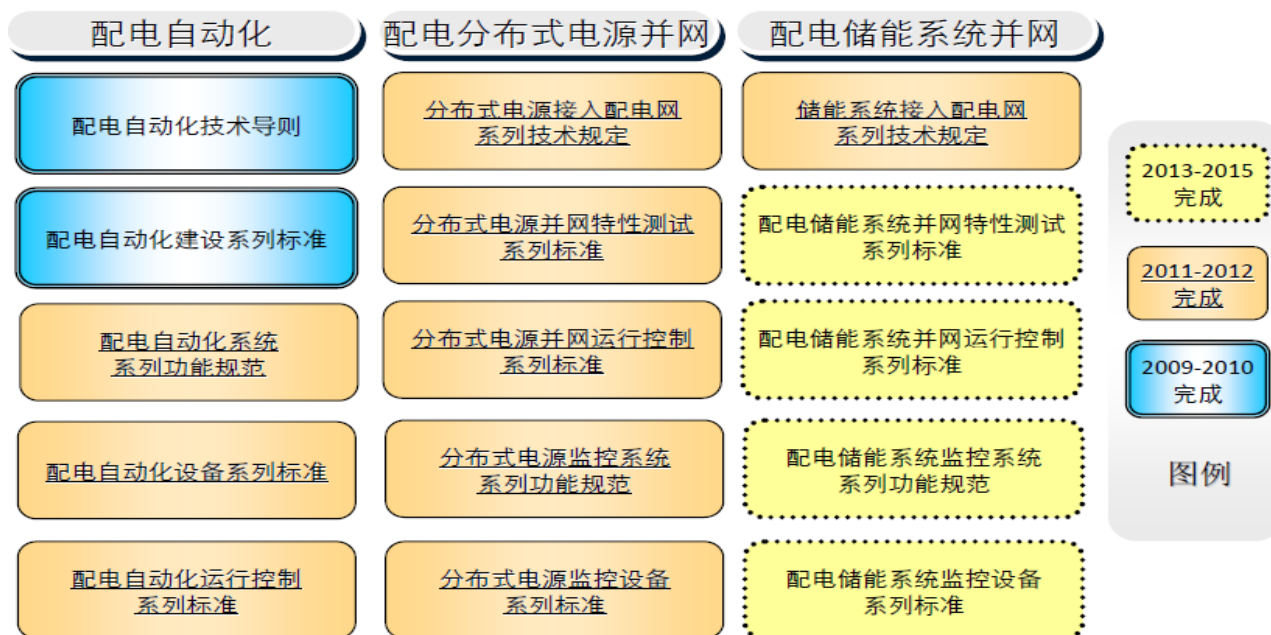 配电自动化
配电分布式电源并网
配电储能系统并网
配电自动化技术导则
分布式电源接入配电网
系列技术规定
储能系统接入配电网
系列技术规定
配电自动化建设系列标准
分布式电源并网特性测试
系列标准
配电储能系统并网特性测试
系列标准
配电自动化系统
系列功能规范
分布式电源并网运行控制
系列标准
配电储能系统并网运行控制
系列标准
配电自动化设备系列标准
分布式电源监控系统
系列功能规范
配电储能系统监控系统
系列功能规范
配电自动化运行控制
系列标准
分布式电源监控设备
系列标准
配电储能系统监控设备
系列标准
2013-2015
完成
2011-2012
完成
2009-2010
完成
图例